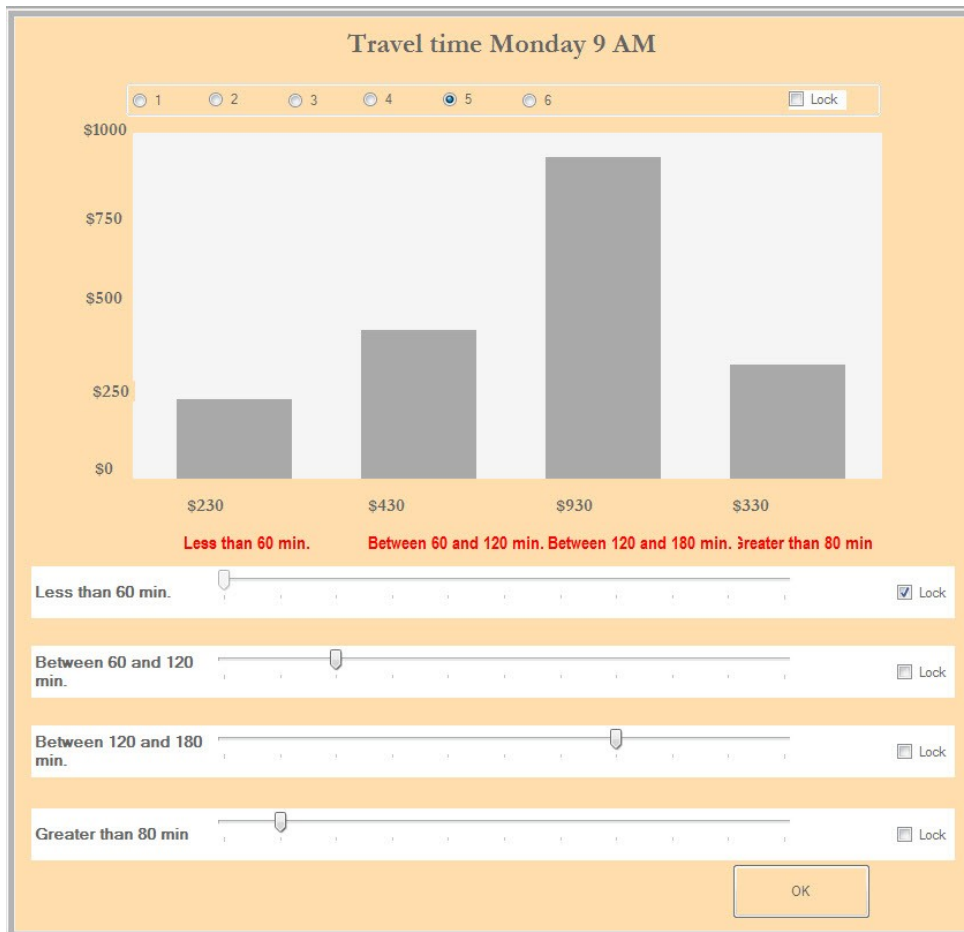 Travel time Monday 9 AM
1 2 3 4 5 6 Lock
$1000
$750
$500
$250
$0
$230 $430 $930 $330
Less than 60 min. Between 60 and 120 min. Between 120 and 180 min. Greater than 80 min
Less than 60 min. Lock
Between 60 and 120
min.
Lock
Between 120 and 180
min.
Lock
Greater than 80 min Lock
OK